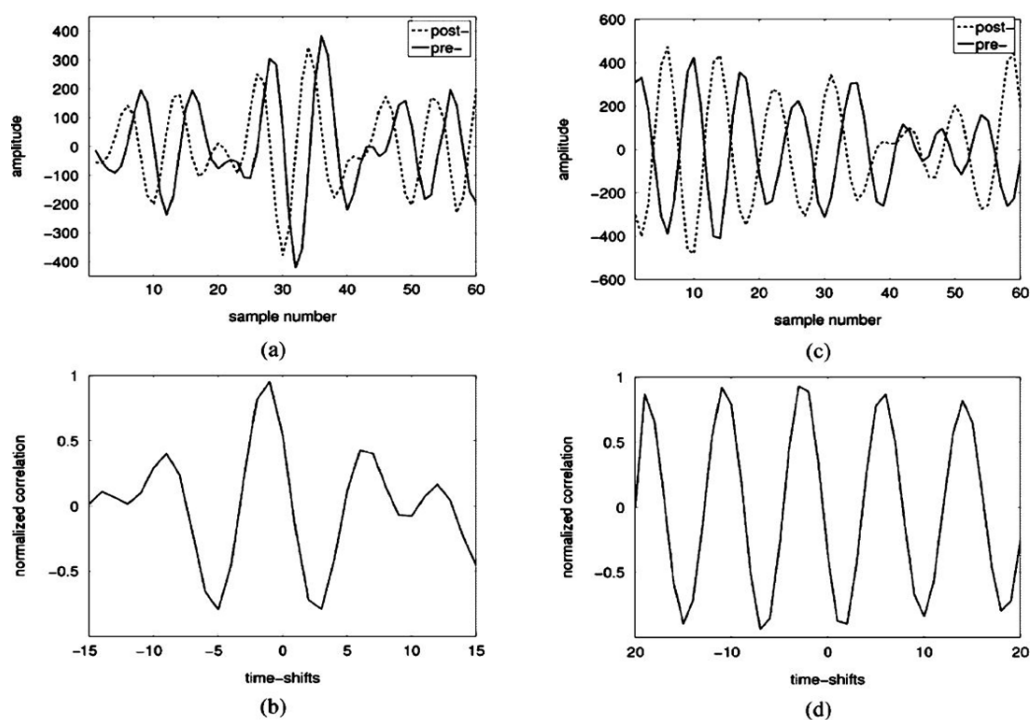 post-
pre-
400
300
200
100
0
-100
-200
-300
-400
amplitude
10 20 30 40 50 60
sample number
(a)
post-
pre-
600
400
200
0
-200
-400
-600
amplitude
10 20 30 40 50 60
sample number
(c)
1
0.5
0
-0.5
-1
normalized correlation
-15 -10 -5 0 5 10 15
time-shifts
(b)
1
0.5
0
-0.5
-1
normalized correlation
20 -10 0 10 20
time-shifts
(d)